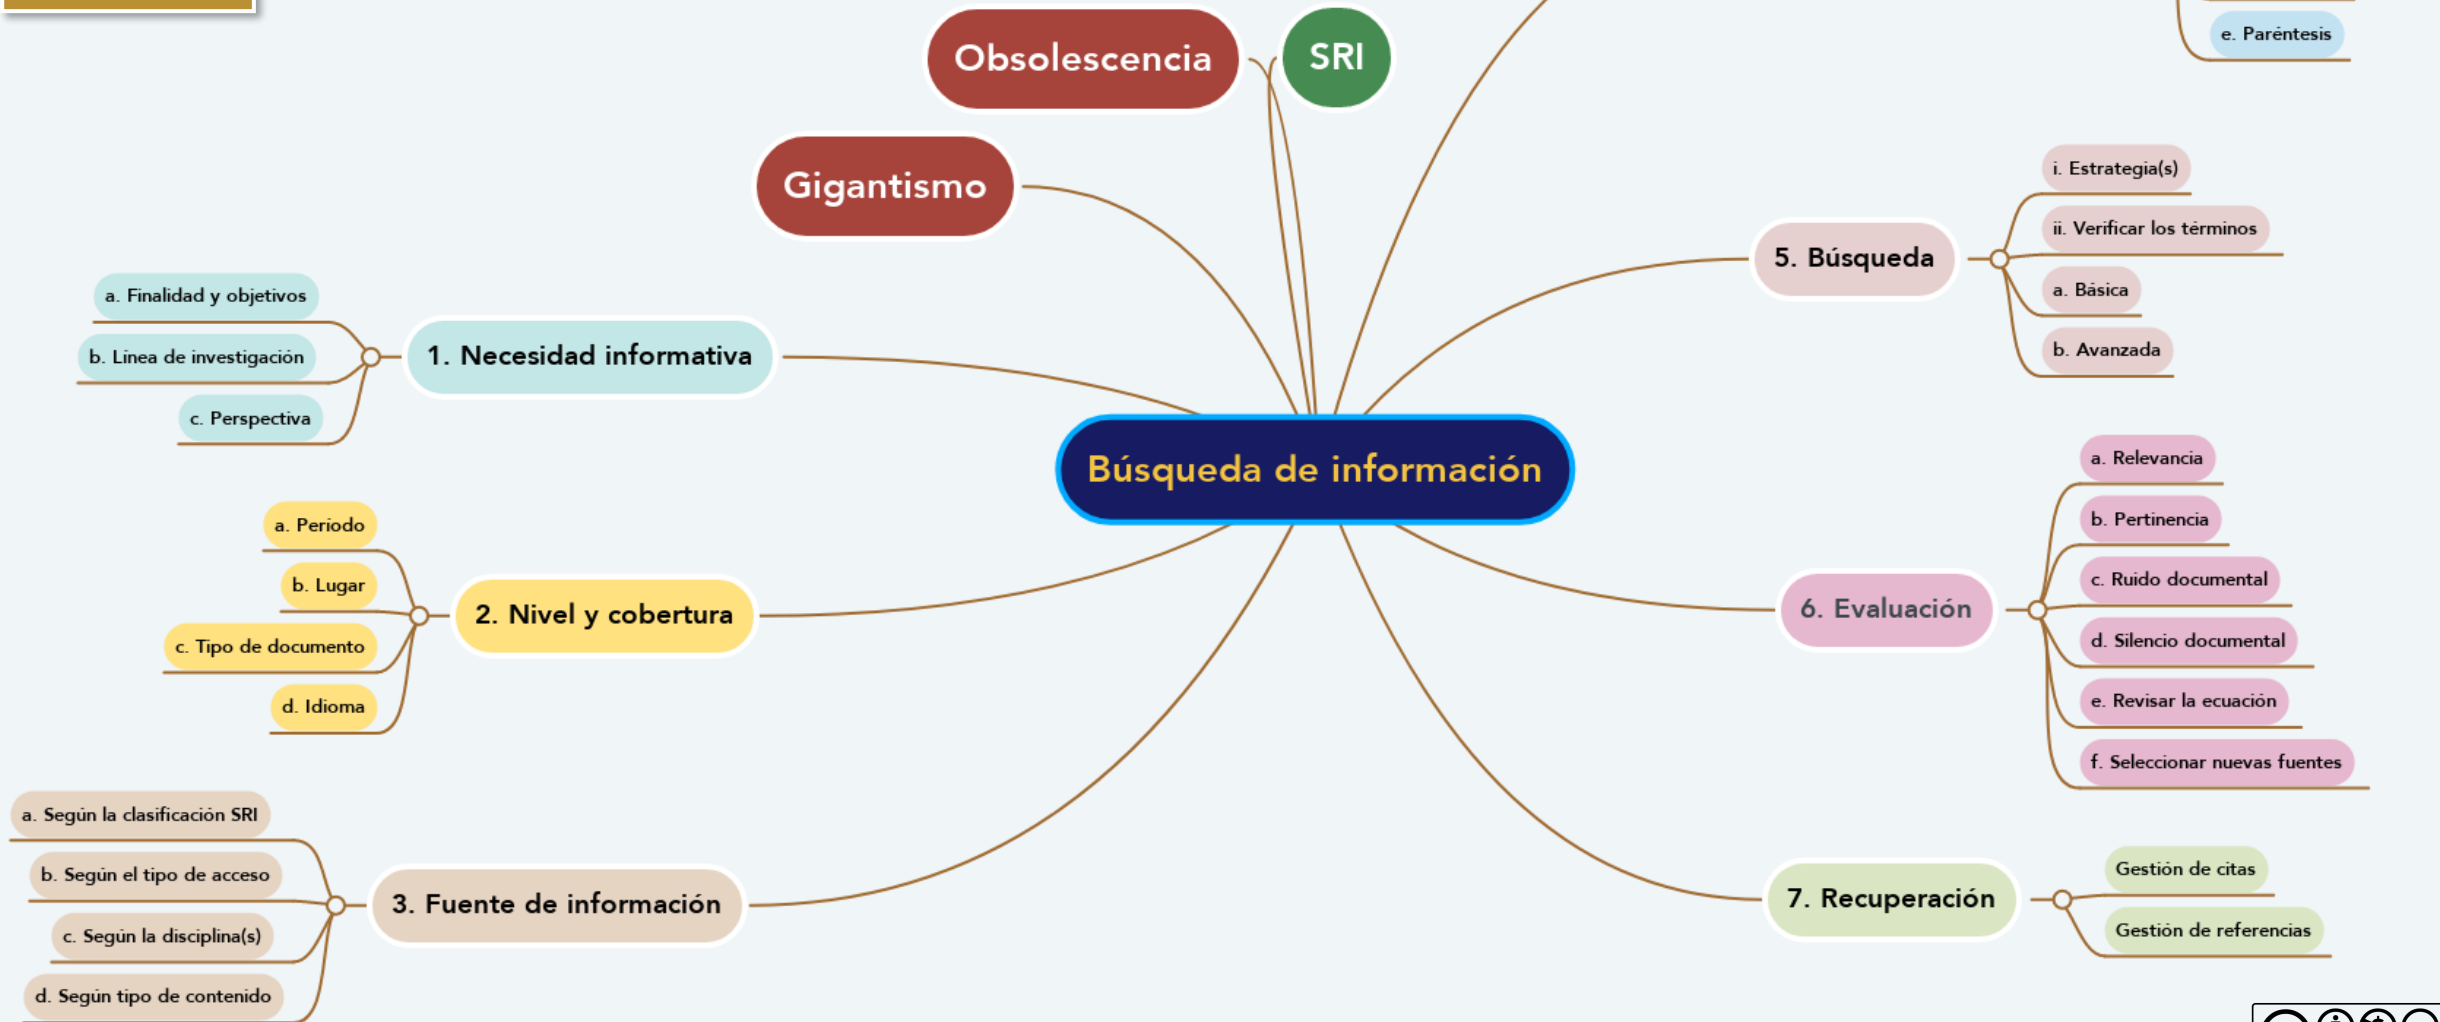 Obsolescencia
SRI
e. Paréntesis
Gigantismo
1. Necesidad informativa
a. Finalidad y objetivos
b. Línea de investigación
c. Perspectiva
5. Búsqueda
i. Estrategia(s)
ii. Verificar los términos
a. Básica
b. Avanzada
Búsqueda de información
2. Nivel y cobertura
a. Período
b. Lugar
c. Tipo de documento
d. Idioma
6. Evaluación
a. Relevancia
b. Pertinencia
c. Ruido documental
d. Silencio documental
e. Revisar la ecuación
f. Seleccionar nuevas fuentes
3. Fuente de información
a. Según la clasificación SRI
b. Según el tipo de acceso
c. Según la disciplina(s)
d. Según tipo de contenido
7. Recuperación
Gestión de citas
Gestión de referencias